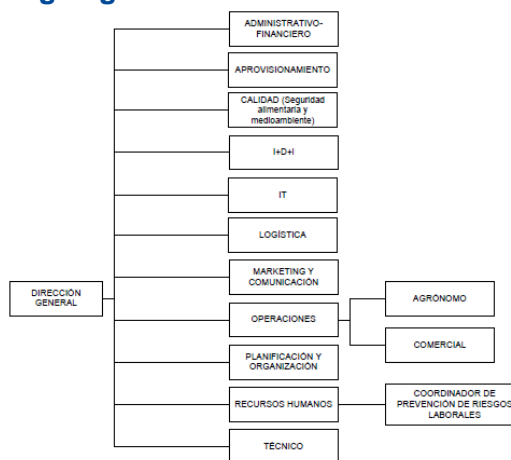 ADMINISTRATIVO-
FINANCIERO
APROVISIONAMIENTO
CALIDAD (Seguridad
alimentaria y
medioambiente)
I+D+I
IT
LOGÍSTICA
MARKETING Y
COMUNICACIÓN
DIRECCIÓN
GENERAL
OPERACIONES
AGRÓNOMO
COMERCIAL
PLANIFICACIÓN Y
ORGANIZACIÓN
RECURSOS HUMANOS
COORDINADOR DE
PREVENCIÓN DE RIESGOS
LABORALES
TÉCNICO